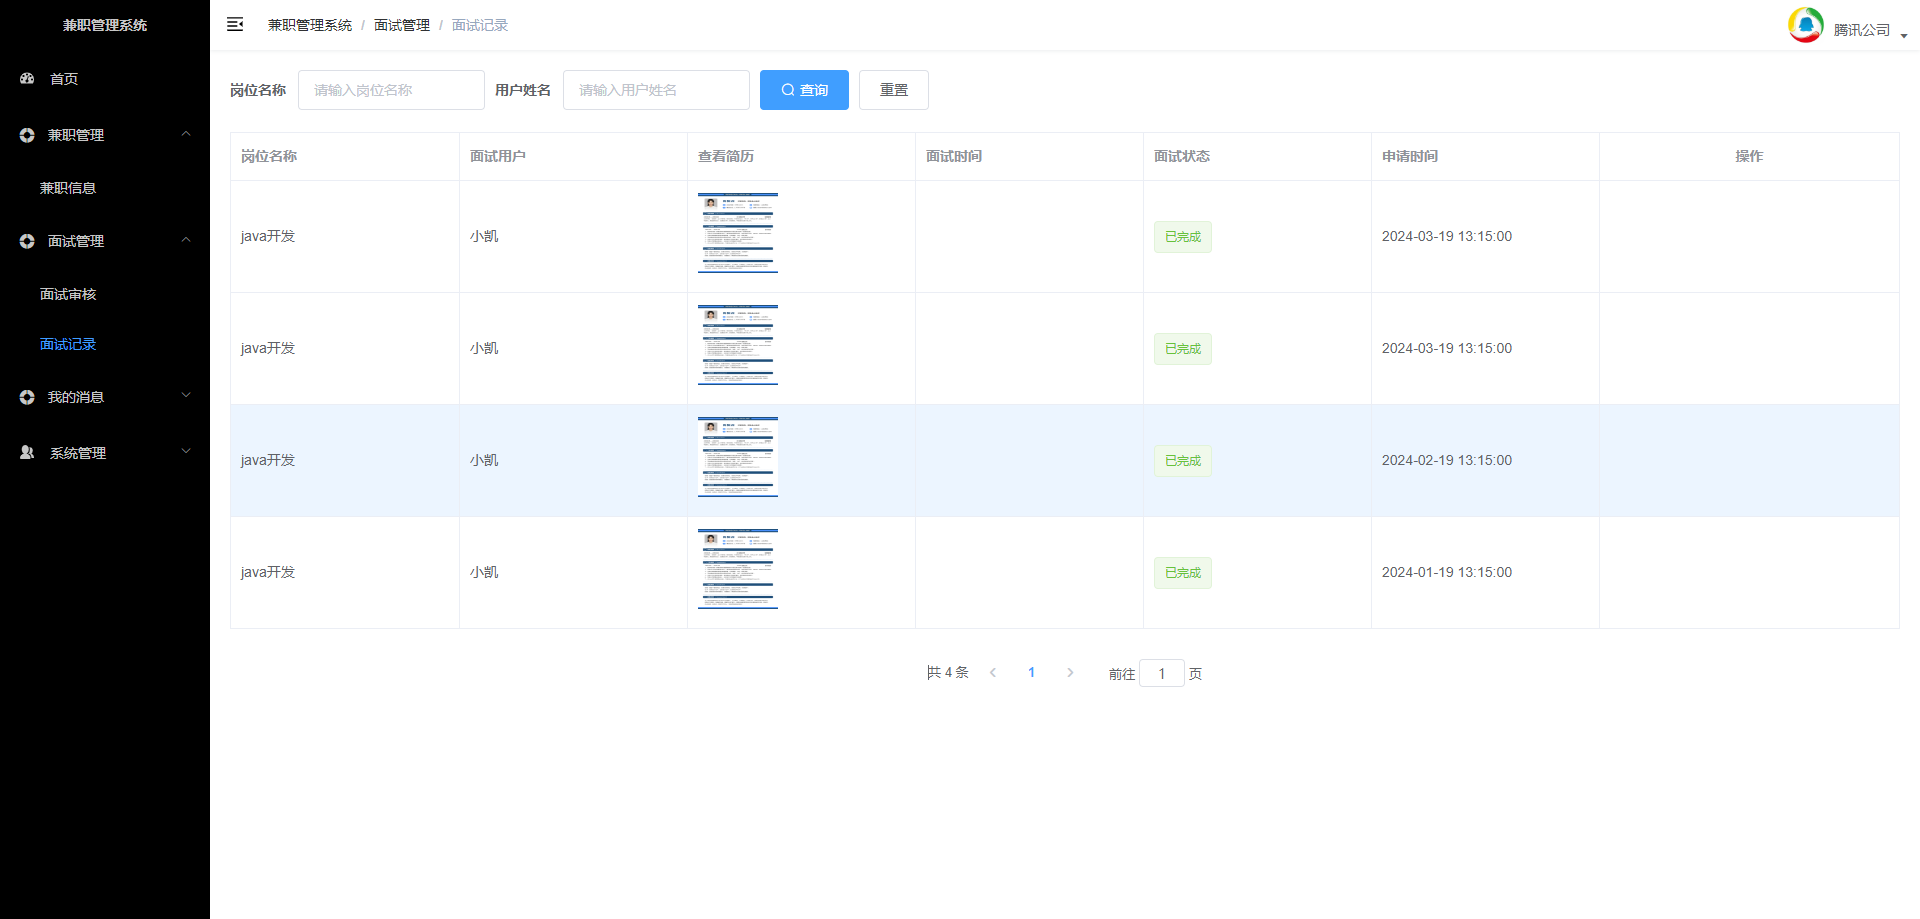 兼职管理系统
首页
兼职管理
兼职信息
面试管理
面试审核
面试记录
我的消息
系统管理
兼职管理系统 / 面试管理 / 面试记录
腾讯公司
岗位名称 请输入岗位名称 用户姓名 请输入用户姓名 查询 重置
岗位名称 面试用户 查看简历 面试时间 面试状态 申请时间 操作
java开发 小凯 已完成 2024-03-19 13:15:00
java开发 小凯 已完成 2024-03-19 13:15:00
java开发 小凯 已完成 2024-02-19 13:15:00
java开发 小凯 已完成 2024-01-19 13:15:00
共 4 条 1 前往 1 页